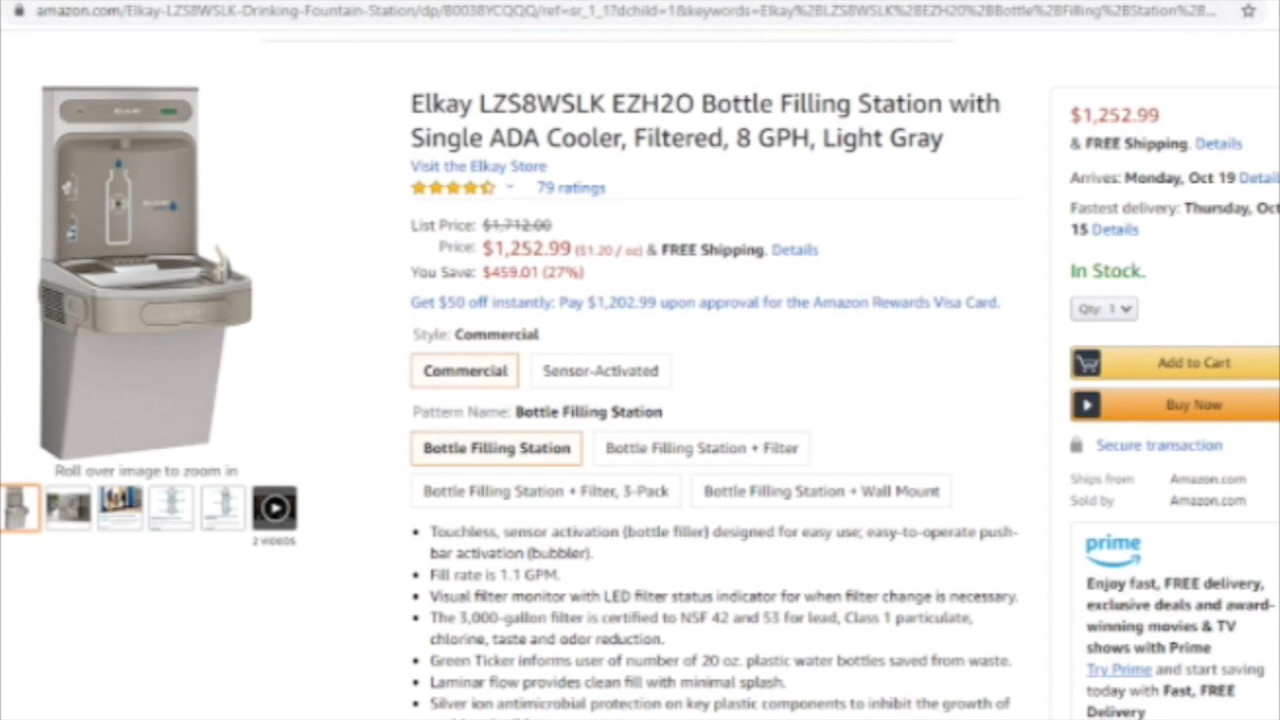 amazon.com/Elkay-LZS8WSLK-Drinking-Fountain-Station/dp/B0038YCQQQ/ref=sr_1_1?dchild=1&keywords=Elkay%2BLZS8WSLK%2BEZH20%2BBottle%2BFilling%2BStation%2B...
Elkay LZS8WSLK EZH2O Bottle Filling Station with
Single ADA Cooler, Filtered, 8 GPH, Light Gray
Visit the Elkay Store
79 ratings
List Price: $1,712.00
Price: $1,252.99 ($1.20 / oz) & FREE Shipping. Details
You Save: $459.01 (27%)
Get $50 off instantly: Pay $1,202.99 upon approval for the Amazon Rewards Visa Card.
Style: Commercial
Commercial
Sensor-Activated
Pattern Name: Bottle Filling Station
Bottle Filling Station
Bottle Filling Station + Filter
Bottle Filling Station + Filter, 3-Pack
Bottle Filling Station + Wall Mount
• Touchless, sensor activation (bottle filler) designed for easy use; easy-to-operate push-
bar activation (bubbler).
• Fill rate is 1.1 GPM.
• Visual filter monitor with LED filter status indicator for when filter change is necessary.
• The 3,000-gallon filter is certified to NSF 42 and 53 for lead, Class 1 particulate,
chlorine, taste and odor reduction.
• Green Ticker informs user of number of 20 oz. plastic water bottles saved from waste.
• Laminar flow provides clean fill with minimal splash.
• Silver ion antimicrobial protection on key plastic components to inhibit the growth of
Roll over image to zoom in
2 VIDEOS
$1,252.99
& FREE Shipping. Details
Arrives: Monday, Oct 19 Detail
Fastest delivery: Thursday, Oct
15 Details
In Stock.
Qty: 1
Add to Cart
Buy Now
Secure transaction
Ships from Amazon.com
Sold by Amazon.com
prime
Enjoy fast, FREE delivery,
exclusive deals and award-
winning movies & TV
shows with Prime
Try Prime and start saving
today with Fast, FREE
Delivery